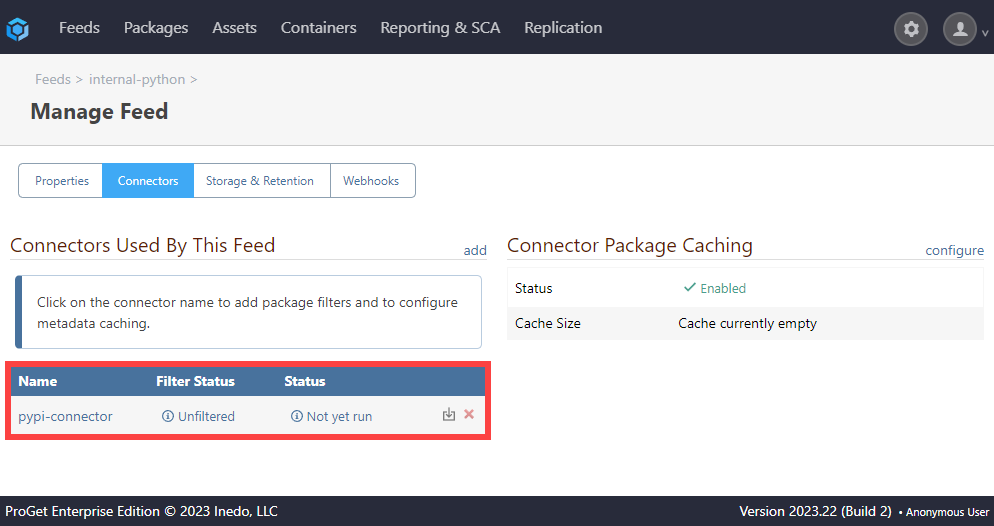 Feeds Packages Assets Containers Reporting & SCA Replication
Feeds > internal-python >
Manage Feed
Properties Connectors Storage & Retention Webhooks
Connectors Used By This Feed add
Click on the connector name to add package filters and to configure
metadata caching.
Name Filter Status Status
pypi-connector Unfiltered Not yet run
Connector Package Caching configure
Status Enabled
Cache Size Cache currently empty
ProGet Enterprise Edition © 2023 Inedo, LLC Version 2023.22 (Build 2) • Anonymous User